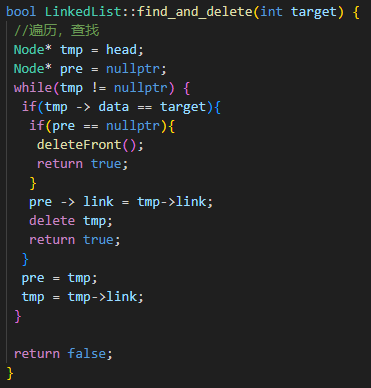 bool LinkedList::find_and_delete(int target) {
 //遍历，查找
 Node* tmp = head;
 Node* pre = nullptr;
 while(tmp != nullptr) {
  if(tmp -> data == target){
   if(pre == nullptr){
    deleteFront();
    return true;
   }
   pre -> link = tmp->link;
   delete tmp;
   return true;
  }
  pre = tmp;
  tmp = tmp->link;
 }
 return false;
}